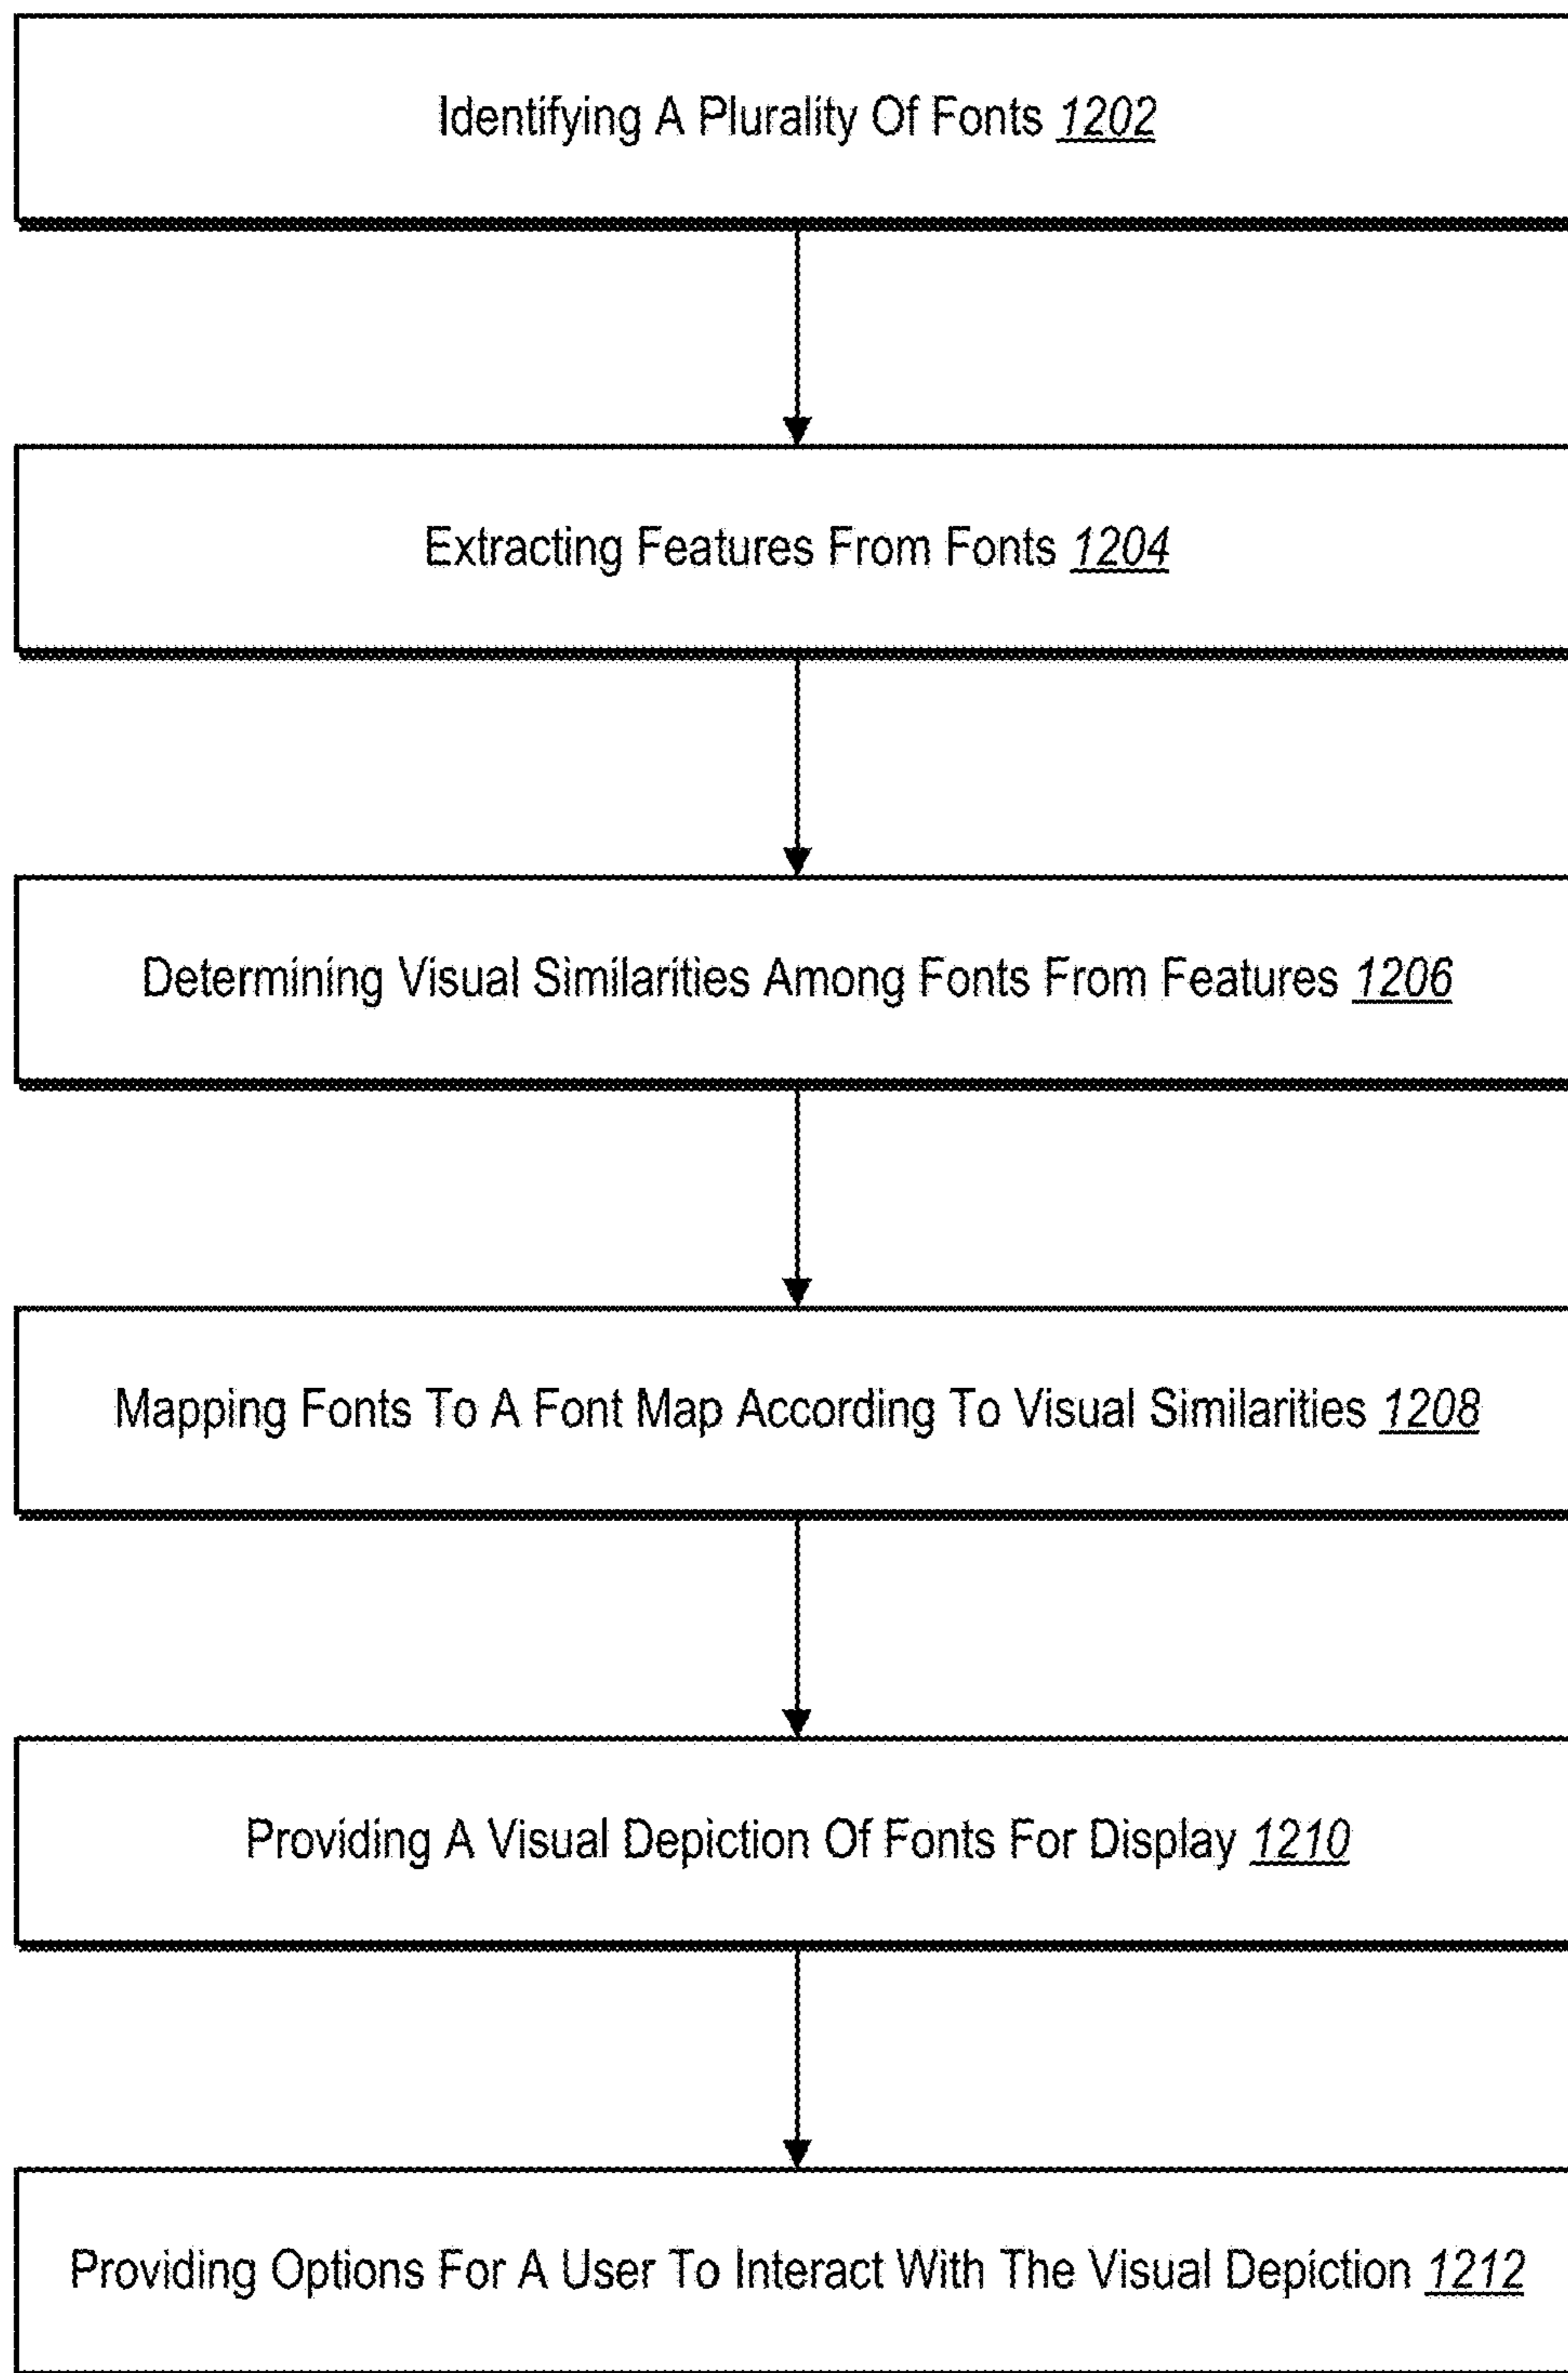 Identifying A Plurality Of Fonts 1202
Extracting Features From Fonts 1204
Determining Visual Similarities Among Fonts From Features 1206
Mapping Fonts To A Font Map According To Visual Similarities 1208
Providing A Visual Depiction Of Fonts For Display 1210
Providing Options For A User To Interact With The Visual Depiction 1212